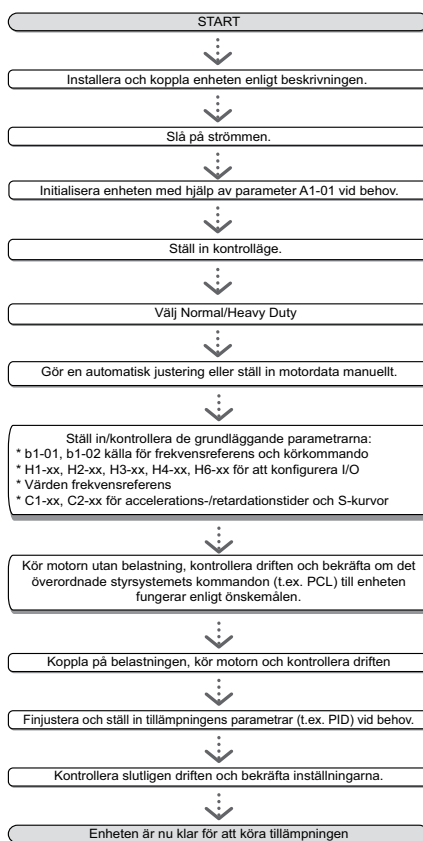 START
Installera och koppla enheten enligt beskrivningen.
Slå på strömmen.
Initialisera enheten med hjälp av parameter A1-01 vid behov.
Ställ in kontrolläge.
Välj Normal/Heavy Duty
Gör en automatisk justering eller ställ in motordata manuellt.
Ställ in/kontrollera de grundläggande parametrarna:
* b1-01, b1-02 källa för frekvensreferens och körkommando
* H1-xx, H2-xx, H3-xx, H4-xx, H6-xx för att konfigurera I/O
* Värden frekvensreferens
* C1-xx, C2-xx för accelerations-/retardationstider och S-kurvor
Kör motorn utan belastning, kontrollera driften och bekräfta om det
överordnade styrsystemets kommandon (t.ex. PCL) till enheten
fungerar enligt önskemålen.
Koppla på belastningen, kör motorn och kontrollera driften
Finjustera och ställ in tillämpningens parametrar (t.ex. PID) vid behov.
Kontrollera slutligen driften och bekräfta inställningarna.
Enheten är nu klar för att köra tillämpningen